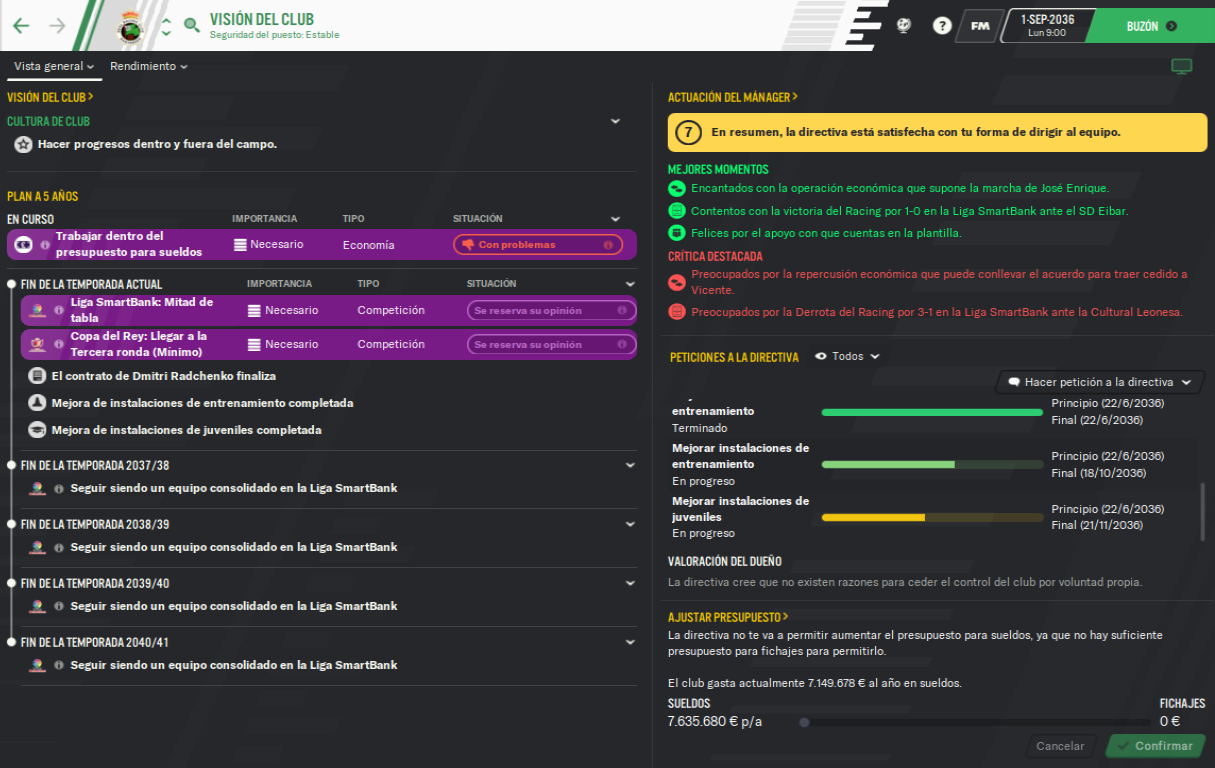 VISIÓN DEL CLUB
Seguridad del puesto: Estable
?
FM
1-SEP-2036
Lun 9:00
BUZÓN
Vista general
Rendimiento
VISIÓN DEL CLUB
CULTURA DE CLUB
Hacer progresos dentro y fuera del campo.
PLAN A 5 AÑOS
EN CURSO IMPORTANCIA TIPO SITUACIÓN
Trabajar dentro del
presupuesto para sueldos
Necesario Economía Con problemas
FIN DE LA TEMPORADA ACTUAL IMPORTANCIA TIPO SITUACIÓN
Liga SmartBank: Mitad de
tabla
Necesario Competición Se reserva su opinión
Copa del Rey: Llegar a la
Tercera ronda (Mínimo)
Necesario Competición Se reserva su opinión
El contrato de Dmitri Radchenko finaliza
Mejora de instalaciones de entrenamiento completada
Mejora de instalaciones de juveniles completada
FIN DE LA TEMPORADA 2037/38
Seguir siendo un equipo consolidado en la Liga SmartBank
FIN DE LA TEMPORADA 2038/39
Seguir siendo un equipo consolidado en la Liga SmartBank
FIN DE LA TEMPORADA 2039/40
Seguir siendo un equipo consolidado en la Liga SmartBank
FIN DE LA TEMPORADA 2040/41
Seguir siendo un equipo consolidado en la Liga SmartBank
ACTUACIÓN DEL MÁNAGER
7 En resumen, la directiva está satisfecha con tu forma de dirigir al equipo.
MEJORES MOMENTOS
Encantados con la operación económica que supone la marcha de José Enrique.
Contentos con la victoria del Racing por 1-0 en la Liga SmartBank ante el SD Eibar.
Felices por el apoyo con que cuentas en la plantilla.
CRÍTICA DESTACADA
Preocupados por la repercusión económica que puede conllevar el acuerdo para traer cedido a
Vicente.
Preocupados por la Derrota del Racing por 3-1 en la Liga SmartBank ante la Cultural Leonesa.
PETICIONES A LA DIRECTIVA Todos
Hacer petición a la directiva
entrenamiento
Terminado
Principio (22/6/2036)
Final (22/6/2036)
Mejorar instalaciones de
entrenamiento
En progreso
Principio (22/6/2036)
Final (18/10/2036)
Mejorar instalaciones de
juveniles
En progreso
Principio (22/6/2036)
Final (21/11/2036)
VALORACIÓN DEL DUEÑO
La directiva cree que no existen razones para ceder el control del club por voluntad propia.
AJUSTAR PRESUPUESTO
La directiva no te va a permitir aumentar el presupuesto para sueldos, ya que no hay suficiente
presupuesto para fichajes para permitirlo.
El club gasta actualmente 7.149.678 € al año en sueldos.
SUELDOS FICHAJES
7.635.680 € p/a 0 €
Cancelar Confirmar